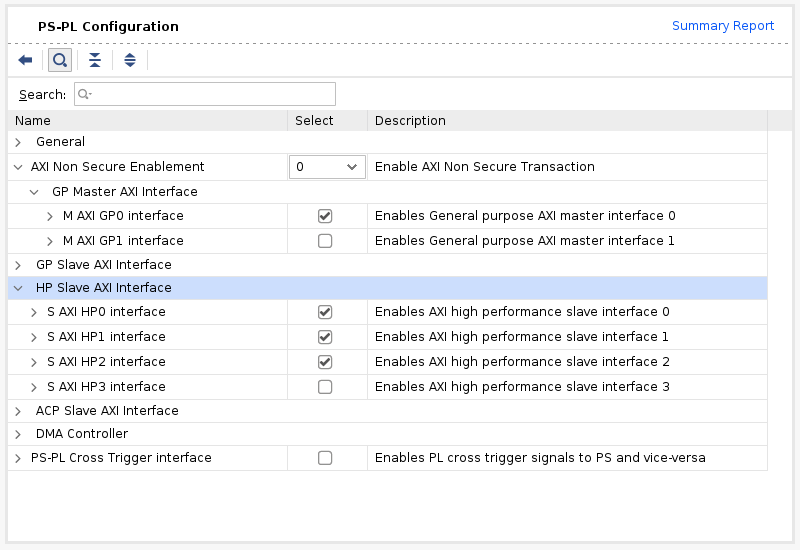 PS-PL Configuration
Summary Report
Search:
Name Select Description
General
AXI Non Secure Enablement 0 Enable AXI Non Secure Transaction
GP Master AXI Interface
M AXI GP0 interface Enables General purpose AXI master interface 0
M AXI GP1 interface Enables General purpose AXI master interface 1
GP Slave AXI Interface
HP Slave AXI Interface
S AXI HP0 interface Enables AXI high performance slave interface 0
S AXI HP1 interface Enables AXI high performance slave interface 1
S AXI HP2 interface Enables AXI high performance slave interface 2
S AXI HP3 interface Enables AXI high performance slave interface 3
ACP Slave AXI Interface
DMA Controller
PS-PL Cross Trigger interface Enables PL cross trigger signals to PS and vice-versa